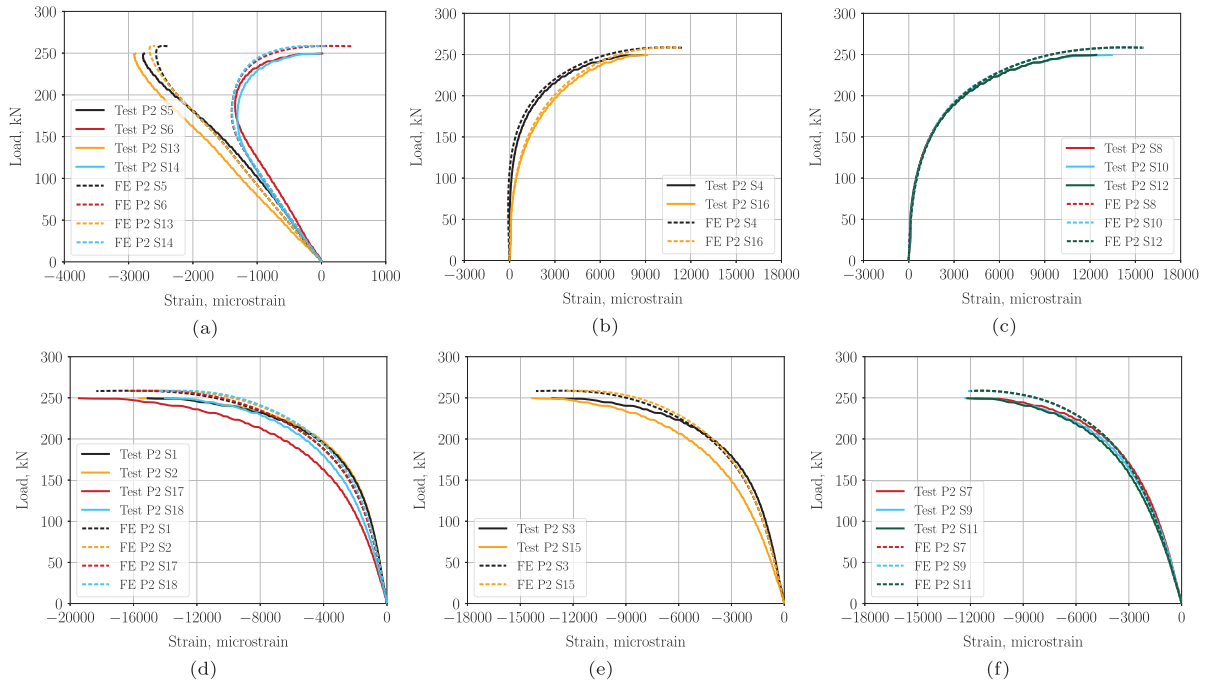 300
250
200
150
100
50
0
Load, kN
Test P2 S5
Test P2 S6
Test P2 S13
Test P2 S14
FE P2 S5
FE P2 S6
FE P2 S13
FE P2 S14
−4000 −3000 −2000 −1000 0 1000
Strain, microstrain
(a)
300
250
200
150
100
50
0
Load, kN
Test P2 S4
Test P2 S16
FE P2 S4
FE P2 S16
−3000 0 3000 6000 9000 12000 15000 18000
Strain, microstrain
(b)
300
250
200
150
100
50
0
Load, kN
Test P2 S8
Test P2 S10
Test P2 S12
FE P2 S8
FE P2 S10
FE P2 S12
−3000 0 3000 6000 9000 12000 15000 18000
Strain, microstrain
(c)
300
250
200
150
100
50
0
Load, kN
Test P2 S1
Test P2 S2
Test P2 S17
Test P2 S18
FE P2 S1
FE P2 S2
FE P2 S17
FE P2 S18
−20000 −16000 −12000 −8000 −4000 0
Strain, microstrain
(d)
300
250
200
150
100
50
0
Load, kN
Test P2 S3
Test P2 S15
FE P2 S3
FE P2 S15
−18000 −15000 −12000 −9000 −6000 −3000 0
Strain, microstrain
(e)
300
250
200
150
100
50
0
Load, kN
Test P2 S7
Test P2 S9
Test P2 S11
FE P2 S7
FE P2 S9
FE P2 S11
−18000 −15000 −12000 −9000 −6000 −3000 0
Strain, microstrain
(f)